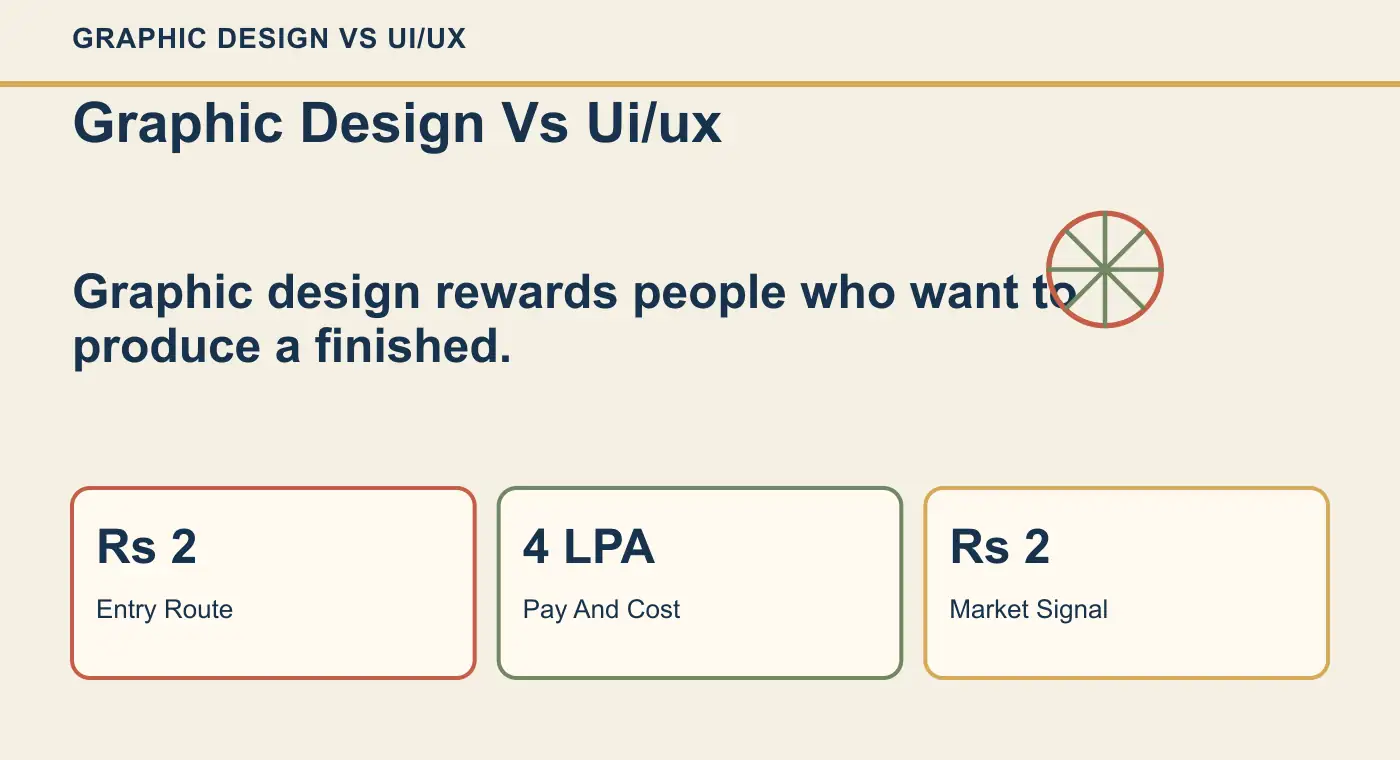 GRAPHIC DESIGN VS UI/UX
Graphic Design Vs Ui/ux
Graphic design rewards people who want to
produce a finished.
Rs 2
Entry Route
4 LPA
Pay And Cost
Rs 2
Market Signal